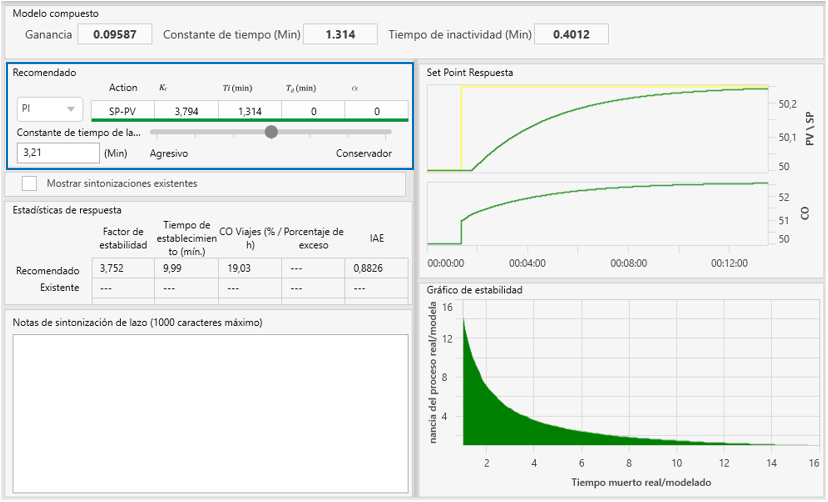 Modelo compuesto
Ganancia 0.09587 Constante de tiempo (Min) 1.314 Tiempo de inactividad (Min) 0.4012
Recomendado
Action Kc Ti (min) Td (min) α
PI
SP-PV 3,794 1,314 0 0
Constante de tiempo de la...
3,21 (Min) Agresivo Conservador
Mostrar sintonizaciones existentes
Estadísticas de respuesta
Factor de estabilidad
Tiempo de establecimien to (mín.)
CO Viajes (% / h)
Porcentaje de exceso
IAE
Recomendado 3,752 9,99 19,03 --- 0,8826
Existente --- --- --- --- ---
Notas de sintonización de lazo (1000 caracteres máximo)
Set Point Respuesta
50,2
50,1
50
PV \ SP
52
51
50
CO
00:00:00 00:04:00 00:08:00 00:12:00
Gráfico de estabilidad
nancia del proceso real/modela
16
12
8
4
2 4 6 8 10 12 14 16
Tiempo muerto real/modelado